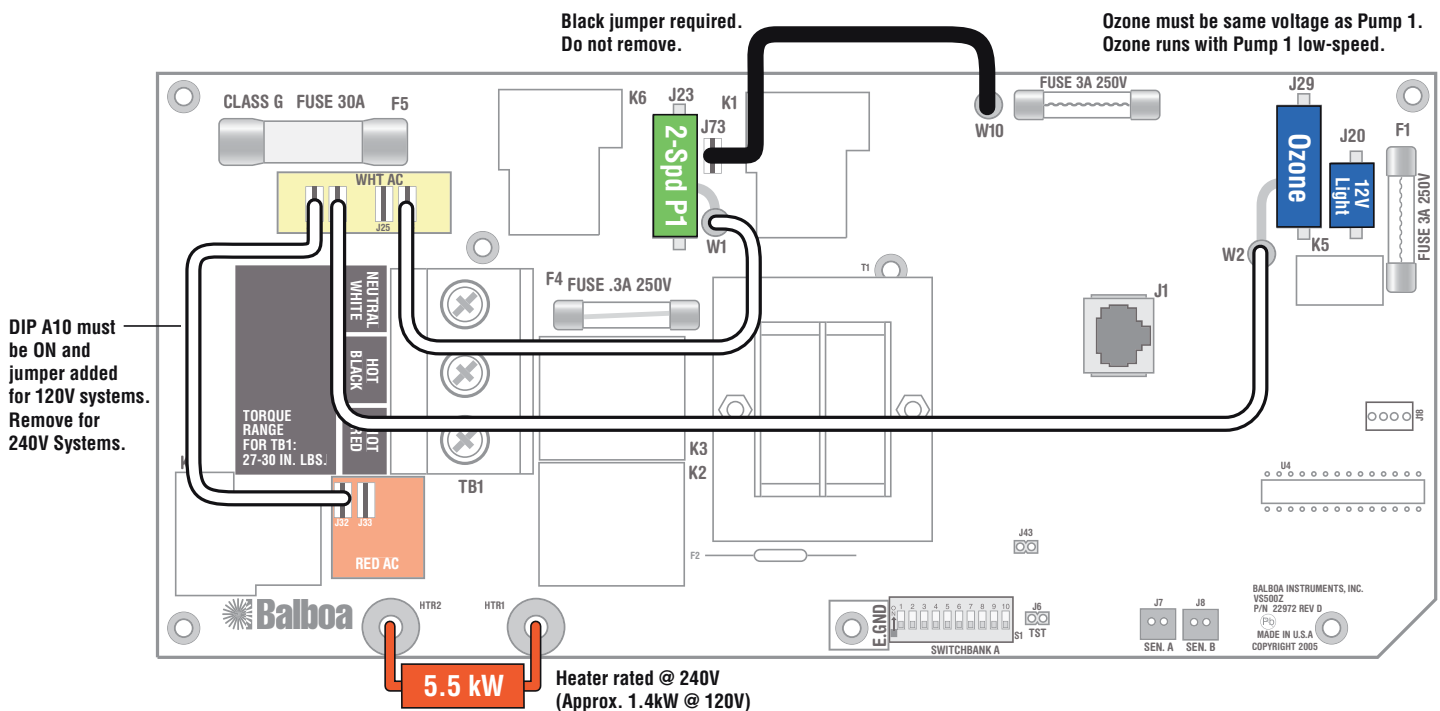 Black jumper required.
Do not remove.
Ozone must be same voltage as Pump 1.
Ozone runs with Pump 1 low-speed.
CLASS G FUSE 30A F5
K6
J23
K1
J73
2-Spd P1
W1
W10
FUSE 3A 250V
J29
Ozone
J20
12V
Light
F1
FUSE 3A 250V
K5
W2
WHT AC
J25
NEUTRAL
WHITE
HOT
BLACK
RED
TORQUE
RANGE
FOR TB1:
27-30 IN. LBS.
TB1
F4 FUSE .3A 250V
T1
J1
K3
K2
J18
U4
DIP A10 must
be ON and
jumper added
for 120V systems.
Remove for
240V Systems.
K
J32
J33
RED AC
F2
J43
Balboa
HTR2
HTR1
E.GND
ON
1 2 3 4 5 6 7 8 9 10
S1
SWITCHBANK A
J6
TST
J7
SEN. A
J8
SEN. B
BALBOA INSTRUMENTS, INC.
VS500Z
P/N 22972 REV D
Pb
MADE IN U.S.A
COPYRIGHT 2005
5.5 kW
Heater rated @ 240V
(Approx. 1.4kW @ 120V)